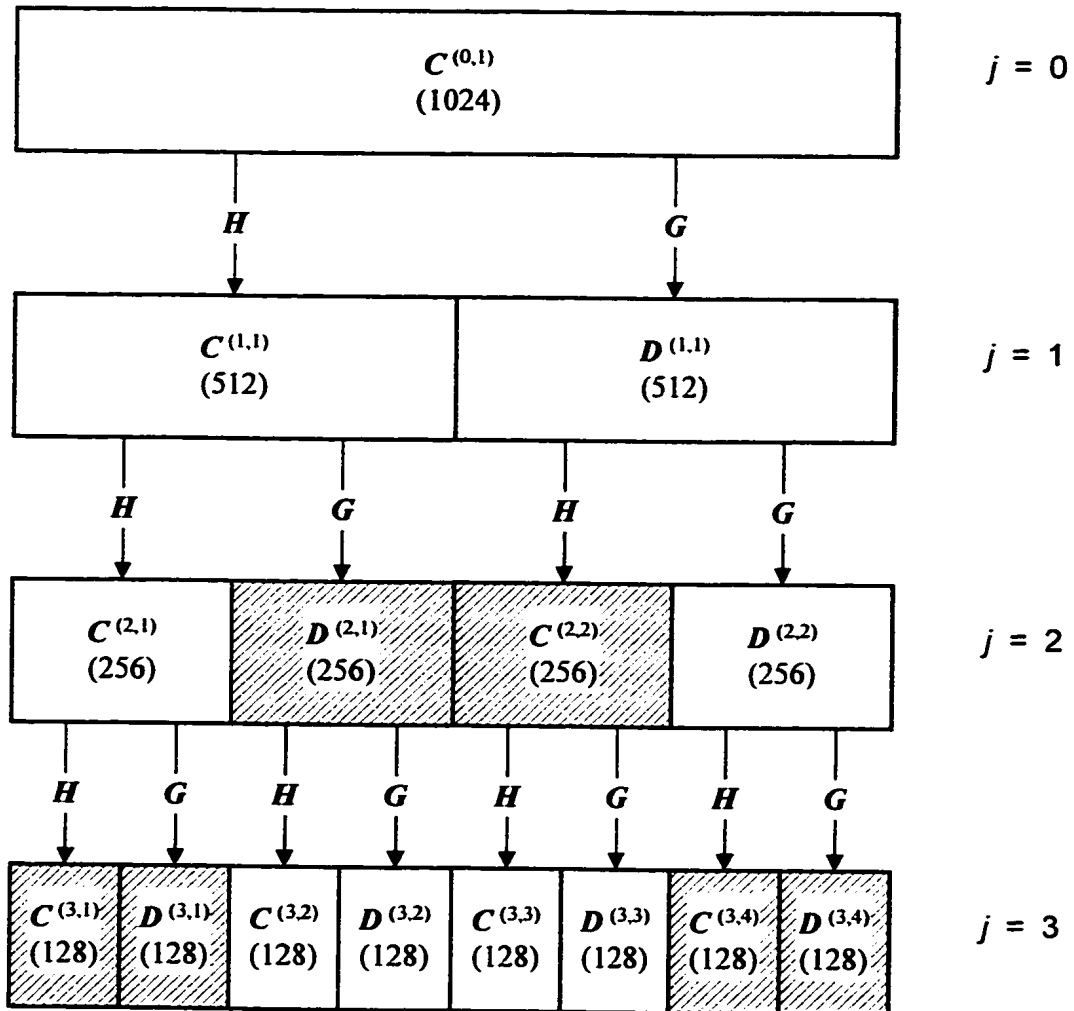 C(0,1)
(1024)
j = 0
H
G
C(1,1)
(512)
D(1,1)
(512)
j = 1
H
G
H
G
C(2,1)
(256)
D(2,1)
(256)
C(2,2)
(256)
D(2,2)
(256)
j = 2
H
G
H
G
H
G
H
G
C(3,1)
(128)
D(3,1)
(128)
C(3,2)
(128)
D(3,2)
(128)
C(3,3)
(128)
D(3,3)
(128)
C(3,4)
(128)
D(3,4)
(128)
j = 3